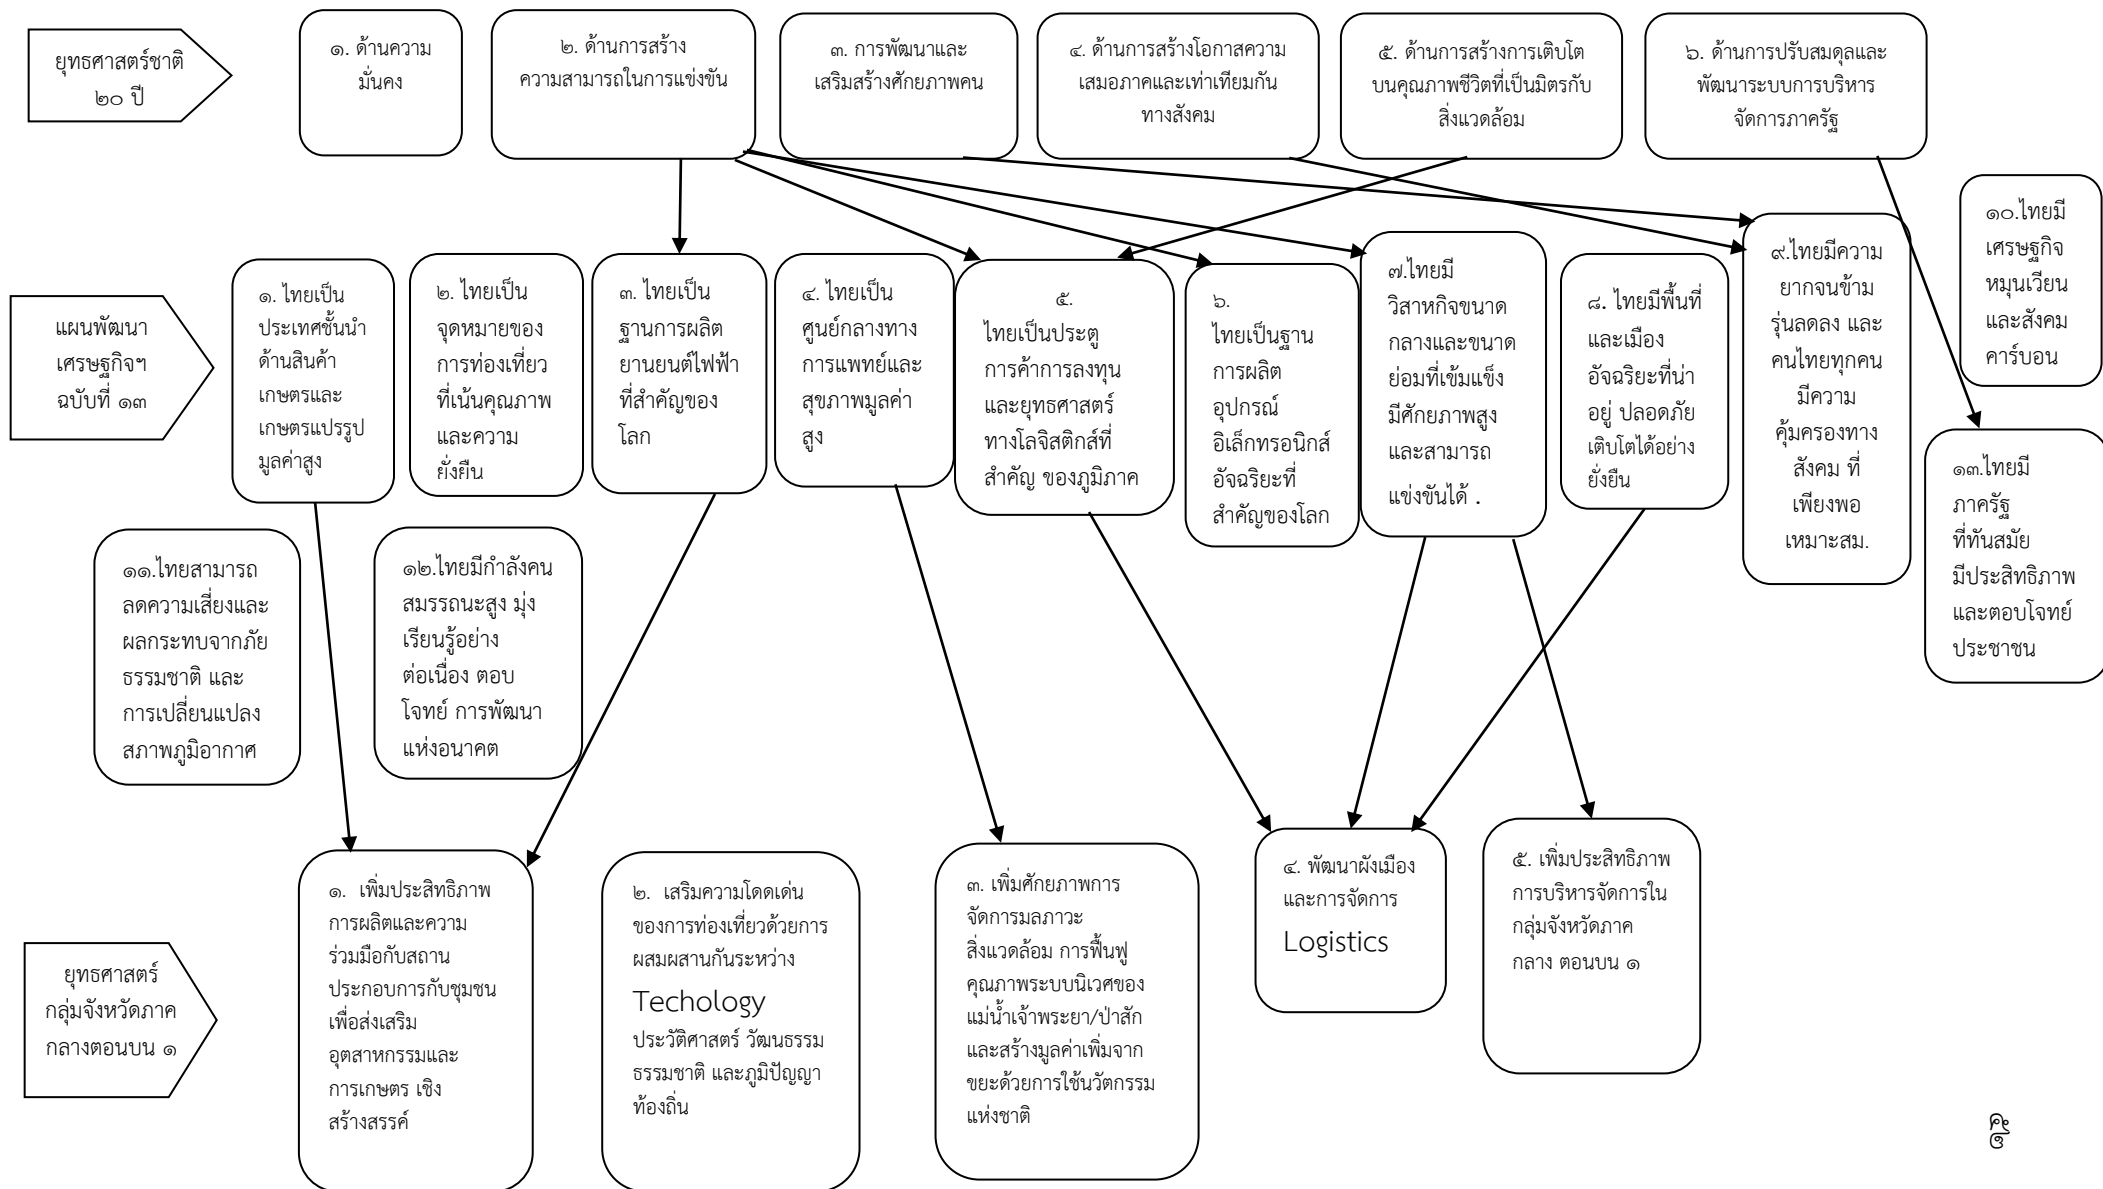 ยุทธศาสตร์ชาติ
๒๐ ปี
๑. ด้านความ
มั่นคง
๒. ด้านการสร้าง
ความสามารถในการแข่งขัน
๓. การพัฒนาและ
เสริมสร้างศักยภาพคน
๔. ด้านการสร้างโอกาสความ
เสมอภาคและเท่าเทียมกัน
ทางสังคม
๕. ด้านการสร้างการเติบโต
บนคุณภาพชีวิตที่เป็นมิตรกับ
สิ่งแวดล้อม
๖. ด้านการปรับสมดุลและ
พัฒนาระบบการบริหาร
จัดการภาครัฐ
แผนพัฒนา
เศรษฐกิจฯ
ฉบับที่ ๑๓
๑. ไทยเป็น
ประเทศชั้นนำ
ด้านสินค้า
เกษตรและ
เกษตรแปรรูป
มูลค่าสูง
๒. ไทยเป็น
จุดหมายของ
การท่องเที่ยว
ที่เน้นคุณภาพ
และความ
ยั่งยืน
๓. ไทยเป็น
ฐานการผลิต
ยานยนต์ไฟฟ้า
ที่สำคัญของ
โลก
๔. ไทยเป็น
ศูนย์กลางทาง
การแพทย์และ
สุขภาพมูลค่า
สูง
๕.
ไทยเป็นประตู
การค้าการลงทุน
และยุทธศาสตร์
ทางโลจิสติกส์ที่
สำคัญ ของภูมิภาค
๖.
ไทยเป็นฐาน
การผลิต
อุปกรณ์
อิเล็กทรอนิกส์
อัจฉริยะที่
สำคัญของโลก
๗.ไทยมี
วิสาหกิจขนาด
กลางและขนาด
ย่อมที่เข้มแข็ง
มีศักยภาพสูง
และสามารถ
แข่งขันได้ .
๘. ไทยมีพื้นที่
และเมือง
อัจฉริยะที่น่า
อยู่ ปลอดภัย
เติบโตได้อย่าง
ยั่งยืน
๙.ไทยมีความ
ยากจนข้าม
รุ่นลดลง และ
คนไทยทุกคน
มีความ
คุ้มครองทาง
สังคม ที่
เพียงพอ
เหมาะสม.
๑๐.ไทยมี
เศรษฐกิจ
หมุนเวียน
และสังคม
คาร์บอน
๑๑.ไทยสามารถ
ลดความเสี่ยงและ
ผลกระทบจากภัย
ธรรมชาติ และ
การเปลี่ยนแปลง
สภาพภูมิอากาศ
๑๒.ไทยมีกำลังคน
สมรรถนะสูง มุ่ง
เรียนรู้อย่าง
ต่อเนื่อง ตอบ
โจทย์ การพัฒนา
แห่งอนาคต
๑๓.ไทยมี
ภาครัฐ
ที่ทันสมัย
มีประสิทธิภาพ
และตอบโจทย์
ประชาชน
ยุทธศาสตร์
กลุ่มจังหวัดภาค
กลางตอนบน ๑
๑. เพิ่มประสิทธิภาพ
การผลิตและความ
ร่วมมือกับสถาน
ประกอบการกับชุมชน
เพื่อส่งเสริม
อุตสาหกรรมและ
การเกษตร เชิง
สร้างสรรค์
๒. เสริมความโดดเด่น
ของการท่องเที่ยวด้วยการ
ผสมผสานกันระหว่าง
Techology
ประวัติศาสตร์ วัฒนธรรม
ธรรมชาติ และภูมิปัญญา
ท้องถิ่น
๓. เพิ่มศักยภาพการ
จัดการมลภาวะ
สิ่งแวดล้อม การฟื้นฟู
คุณภาพระบบนิเวศของ
แม่น้ำเจ้าพระยา/ป่าสัก
และสร้างมูลค่าเพิ่มจาก
ขยะด้วยการใช้นวัตกรรม
แห่งชาติ
๔. พัฒนาผังเมือง
และการจัดการ
Logistics
๕. เพิ่มประสิทธิภาพ
การบริหารจัดการใน
กลุ่มจังหวัดภาค
กลาง ตอนบน ๑
๕๒